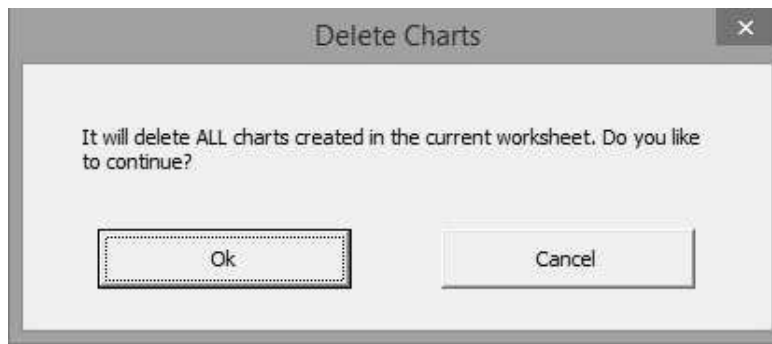 Delete Charts
It will delete ALL charts created in the current worksheet. Do you like
to continue?
Ok
Cancel